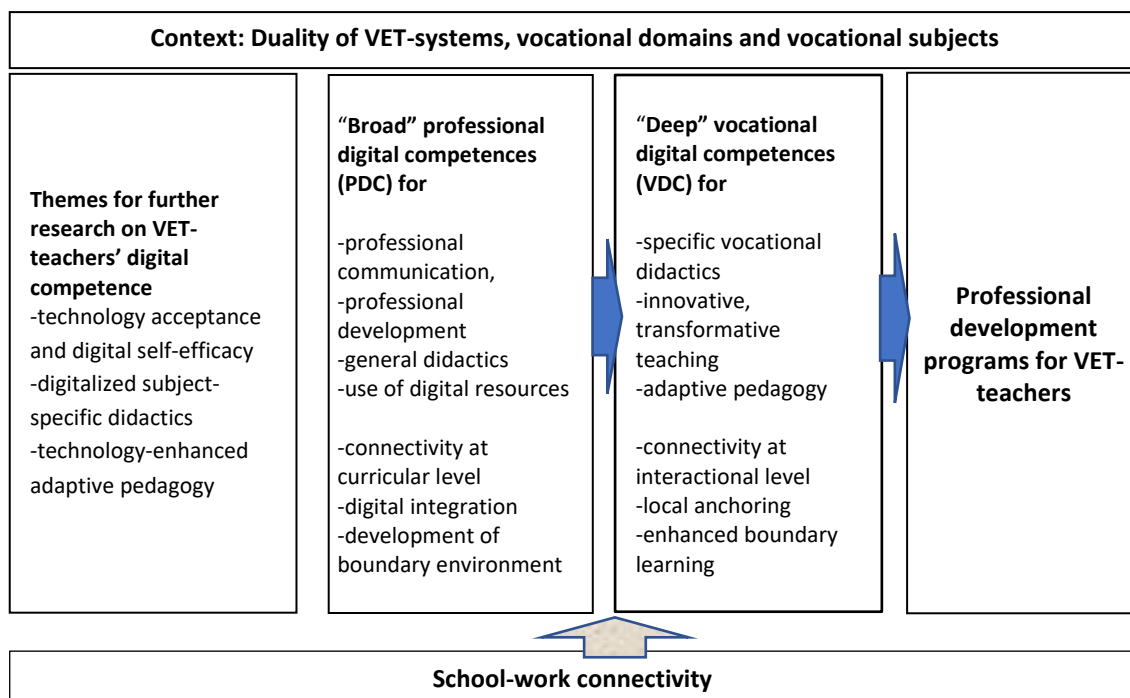 Context: Duality of VET-systems, vocational domains and vocational subjects
Themes for further
research on VET-
teachers’ digital
competence
-technology acceptance
and digital self-efficacy
-digitalized subject-
specific didactics
-technology-enhanced
adaptive pedagogy
“Broad” professional
digital competences
(PDC) for
-professional
communication,
-professional
development
-general didactics
-use of digital resources
-connectivity at
curricular level
-digital integration
-development of
boundary environment
“Deep” vocational
digital competences
(VDC) for
-specific vocational
didactics
-innovative,
transformative
teaching
-adaptive pedagogy
-connectivity at
interactional level
-local anchoring
-enhanced boundary
learning
Professional
development
programs for VET-
teachers
School-work connectivity